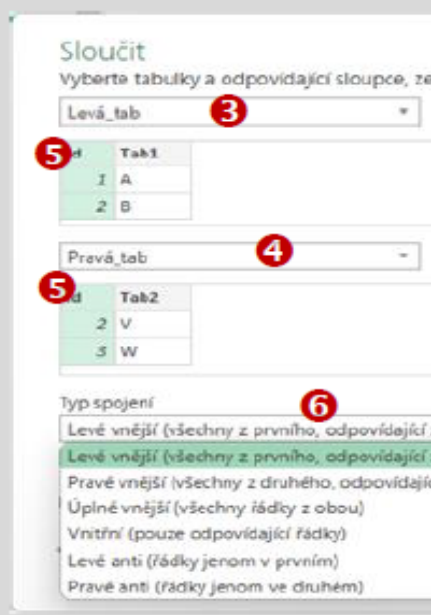 Sloučit
Vyberte tabulky a odpovídající sloupce, ze
Levá_tab 3
5 Id Tab1
1 A
2 B
Pravá_tab 4
5 Id Tab2
2 V
3 W
Typ spojení 6
Levé vnější (všechny z prvního, odpovídající
Levé vnější (všechny z prvního, odpovídající
Pravé vnější (všechny z druhého, odpovídajíc
Úplné vnější (všechny řádky z obou)
Vnitřní (pouze odpovídající řádky)
Levé anti (řádky jenom v prvním)
Pravé anti (řádky jenom ve druhém)